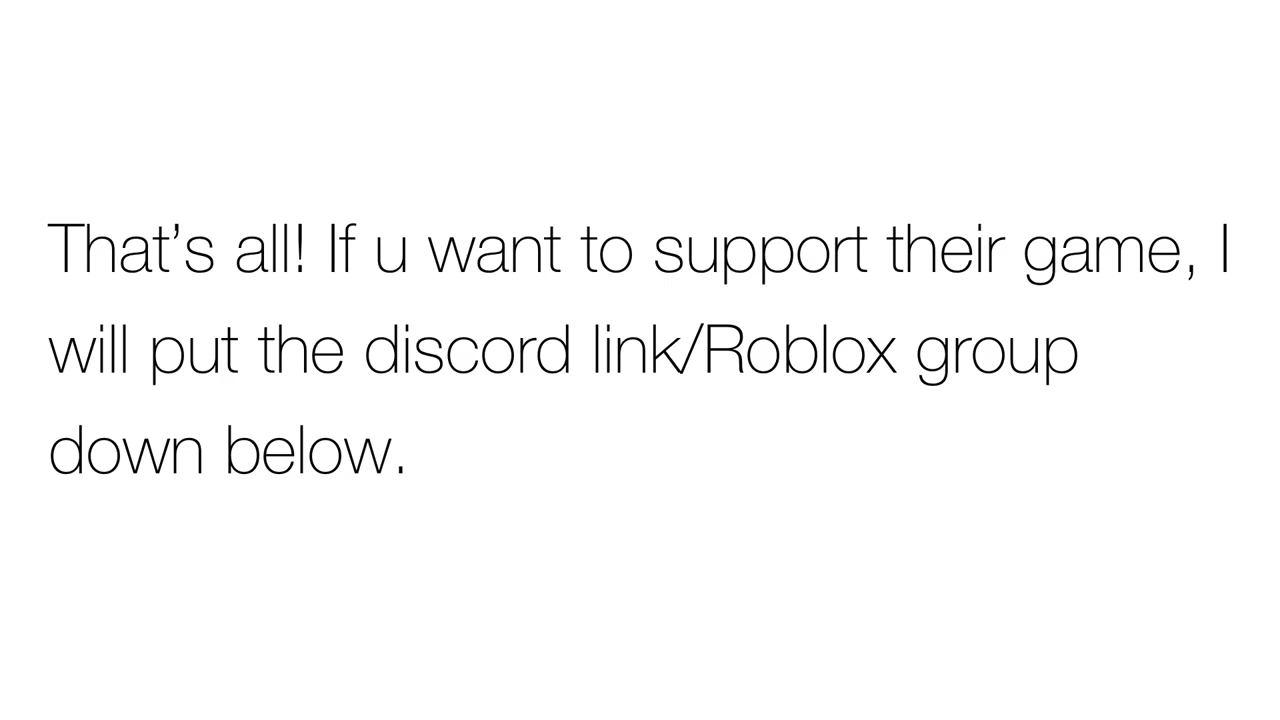 That’s all! If u want to support their game, I
will put the discord link/Roblox group
down below.